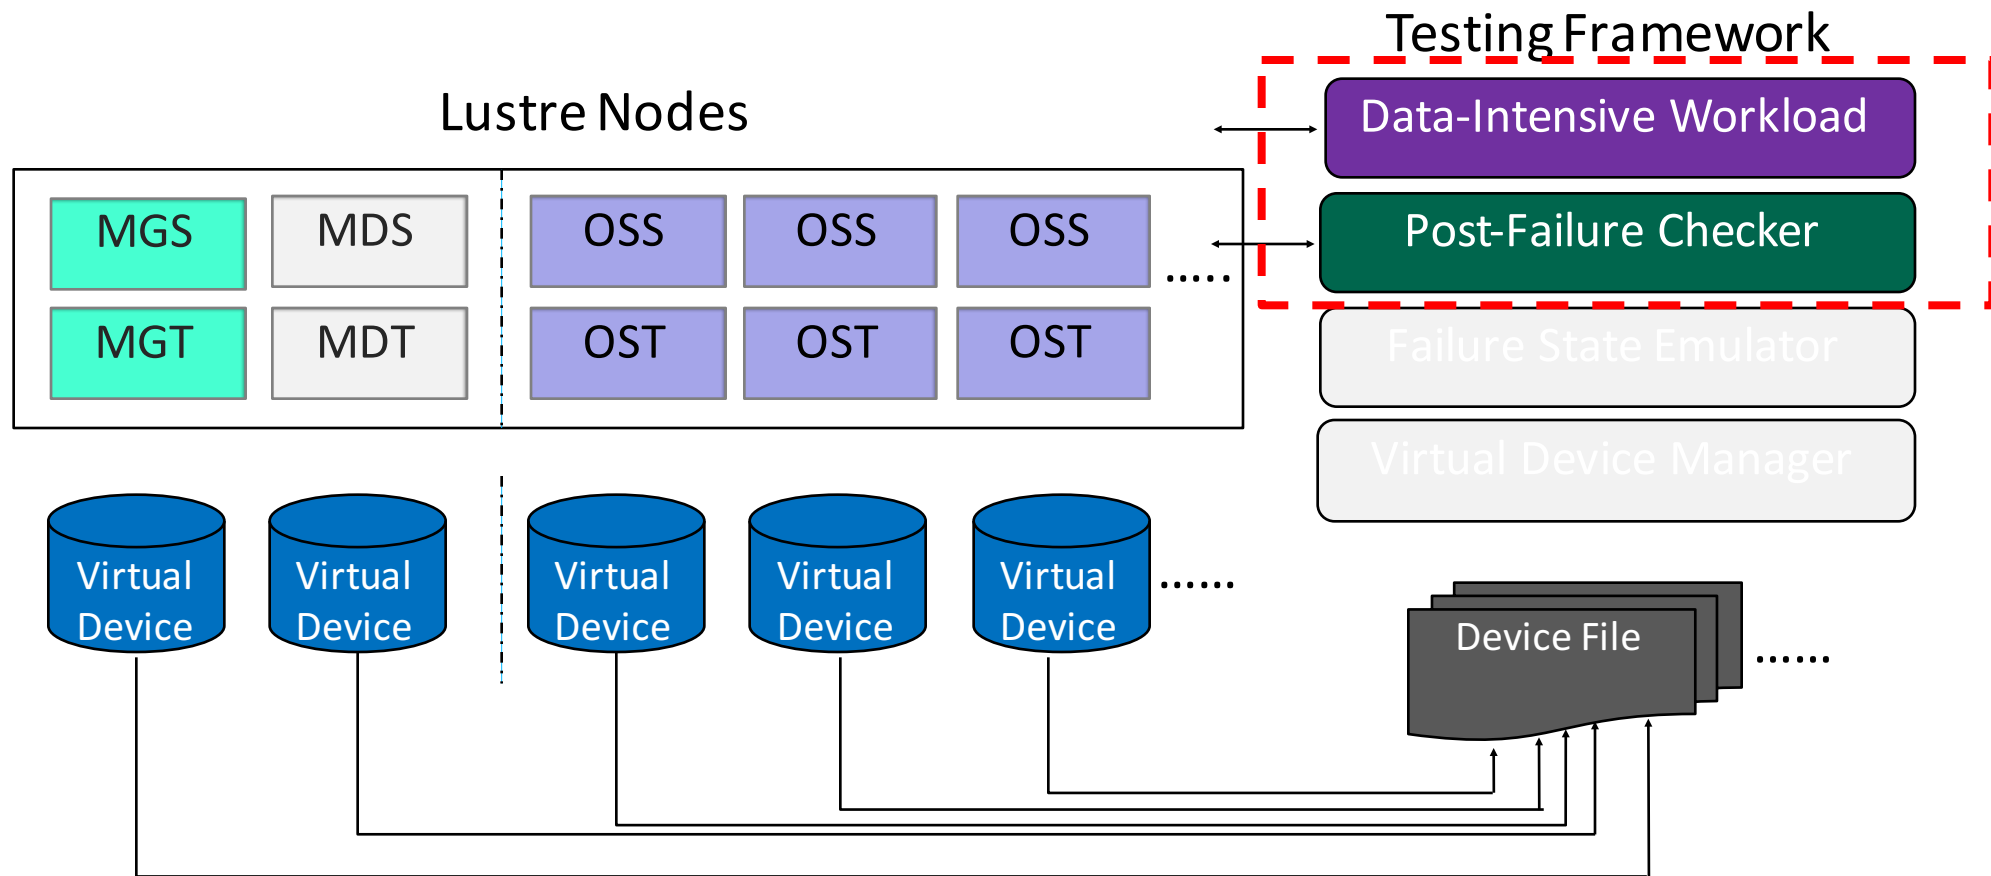 Testing Framework
Lustre Nodes
Data-Intensive Workload
Post-Failure Checker
Failure State Emulator
Virtual Device Manager
MGS MDS OSS OSS OSS
.....
MGT MDT OST OST OST
Virtual Device
Virtual Device
Virtual Device
Virtual Device
Virtual Device
......
Device File
......